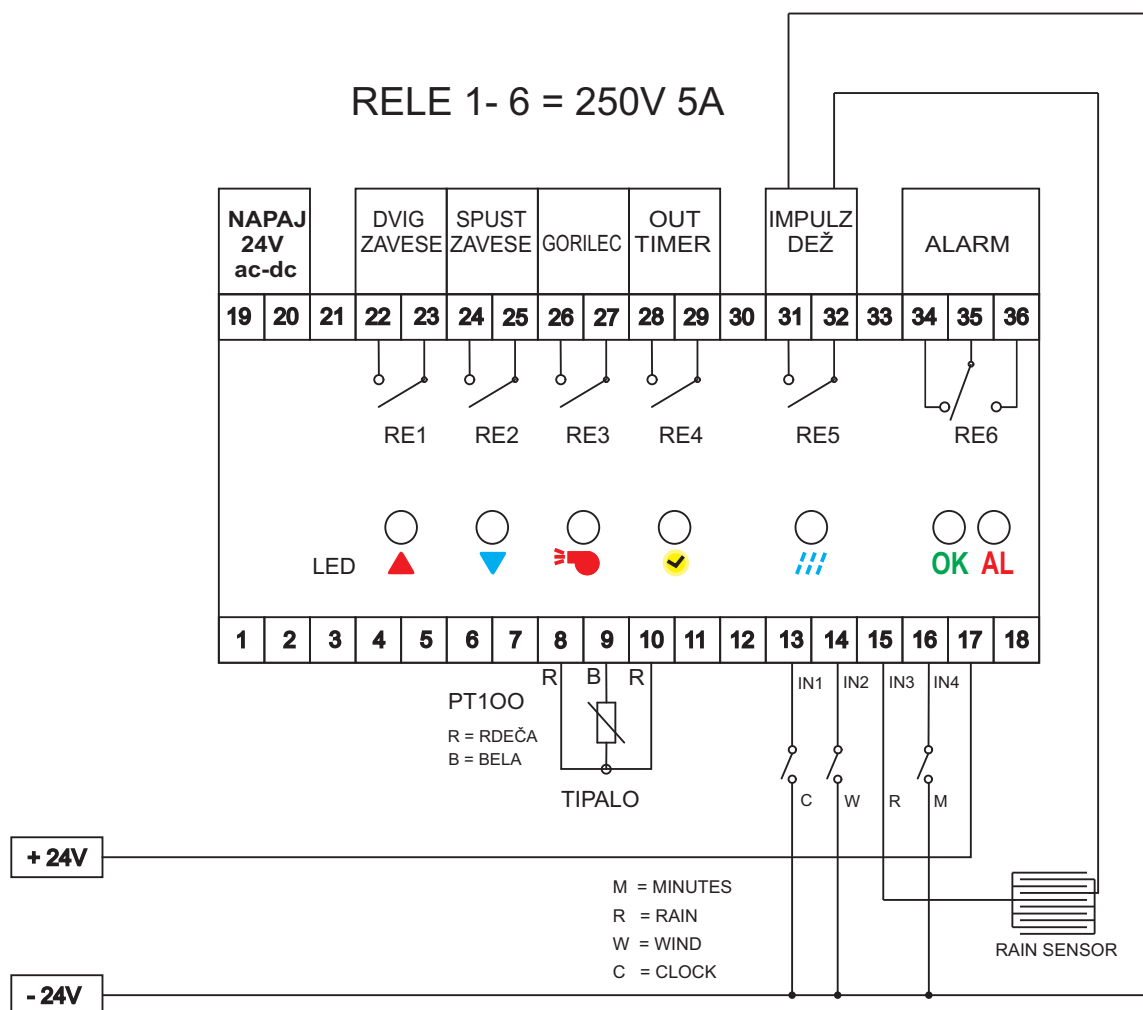 RELE 1- 6 = 250V 5A
NAPAJ
24V
ac-dc
DVIG
ZAVESE
SPUST
ZAVESE
GORILEC
OUT
TIMER
IMPULZ
DEŽ
ALARM
19 20 21 22 23 24 25 26 27 28 29 30 31 32 33 34 35 36
RE1 RE2 RE3 RE4 RE5 RE6
LED
OK AL
1 2 3 4 5 6 7 8 9 10 11 12 13 14 15 16 17 18
R B R
IN1 IN2 IN3 IN4
PT1OO
R = RDEČA
B = BELA
TIPALO
C W R M
+ 24V
M = MINUTES
R = RAIN
W = WIND
C = CLOCK
RAIN SENSOR
- 24V